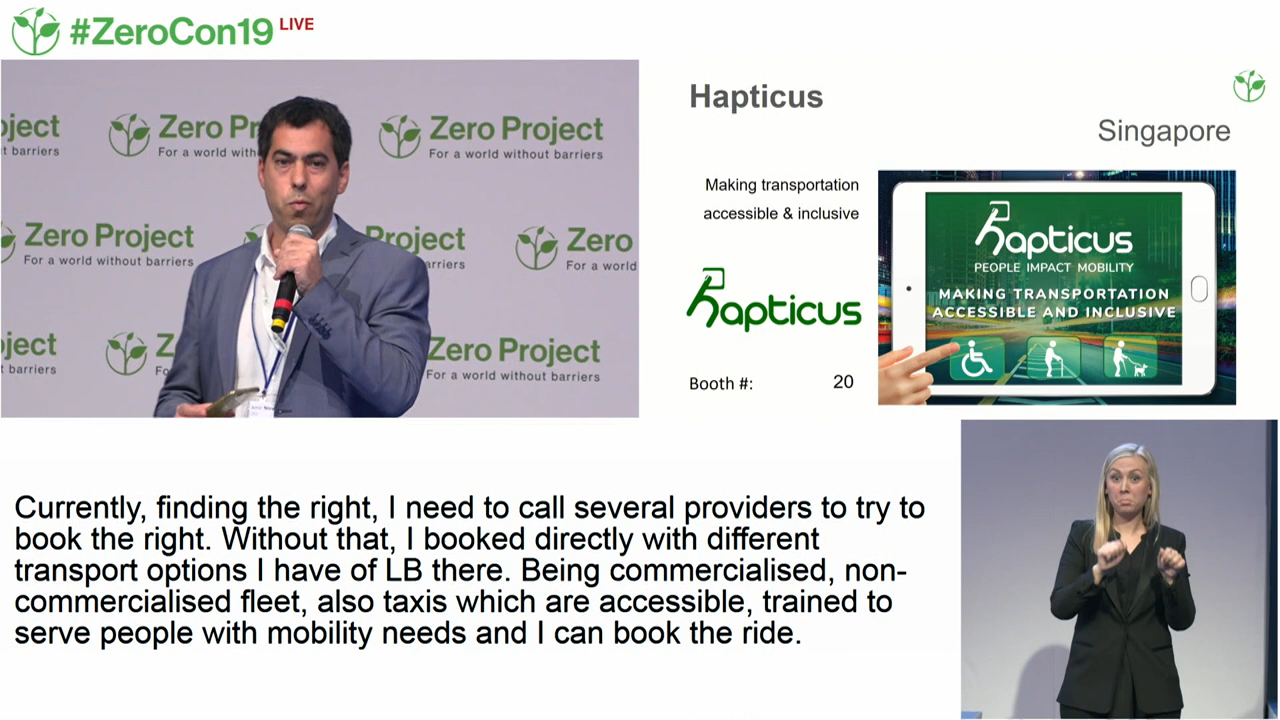 #ZeroCon19 LIVE
oject
t barriers
Zero Pr
For a world with
Zero Project
For a world without barriers
Zero Project
For a world without barriers
Project
arriers
Zero
For a world
ject
t barriers
Z
For a
Zero Project
For a world without barriers
Hapticus
Singapore
Making transportation
accessible & inclusive
hapticus
Booth #: 20
hapticus
PEOPLE IMPACT MOBILITY
MAKING TRANSPORTATION
ACCESSIBLE AND INCLUSIVE
Currently, finding the right, I need to call several providers to try to
book the right. Without that, I booked directly with different
transport options I have of LB there. Being commercialised, non-
commercialised fleet, also taxis which are accessible, trained to
serve people with mobility needs and I can book the ride.